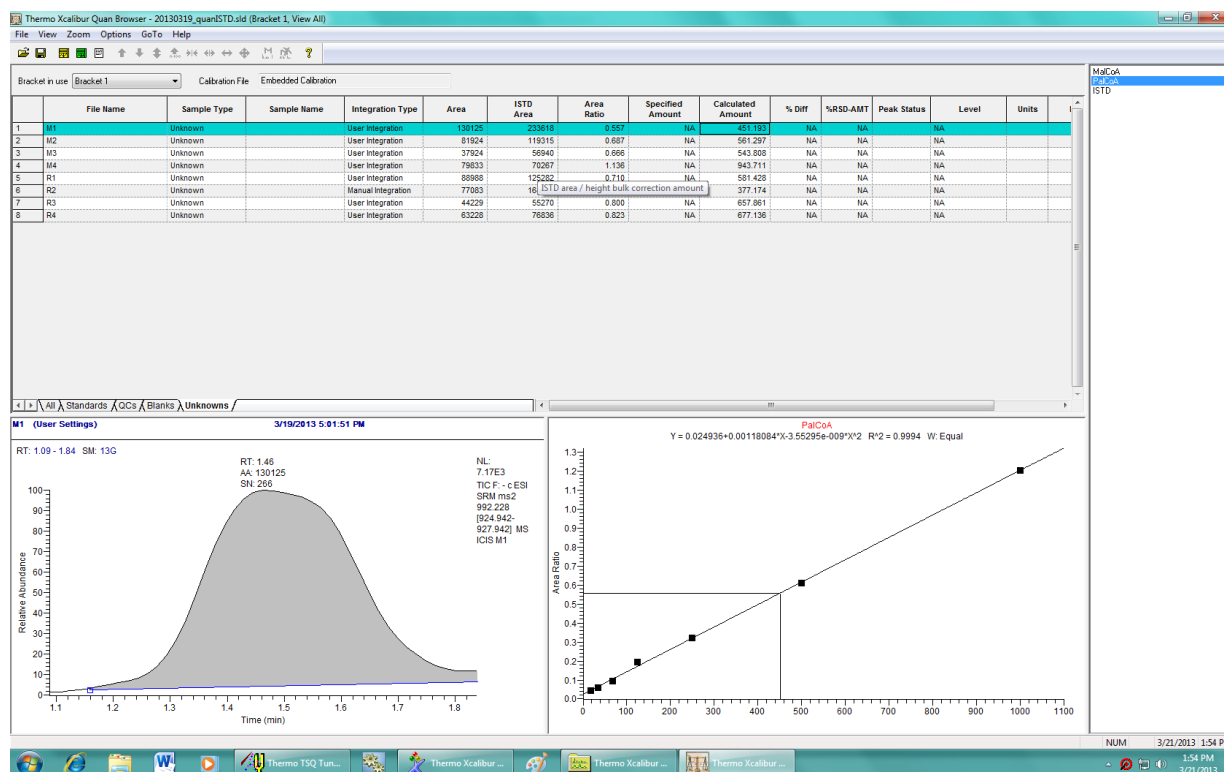 Thermo Xcalibur Quan Browser - 20130319_quanISTD.sld (Bracket 1, View All)
File View Zoom Options GoTo Help
Bracket in use Bracket 1 Calibration File Embedded Calibration
File Name Sample Type Sample Name Integration Type Area ISTD Area Area Ratio Specified Amount Calculated Amount % Diff %RSD-AMT Peak Status Level Units
1 M1 Unknown User Integration 130125 233618 0.557 NA 451.193 NA NA NA
2 M2 Unknown User Integration 81924 119315 0.687 NA 561.297 NA NA NA
3 M3 Unknown User Integration 37924 56940 0.666 NA 543.808 NA NA NA
4 M4 Unknown User Integration 79833 70267 1.136 NA 943.711 NA NA NA
5 R1 Unknown User Integration 88988 125282 0.710 NA 581.428 NA NA NA
6 R2 Unknown Manual Integration 77083 377.174 NA NA NA
ISTD area / height bulk correction amount
7 R3 Unknown User Integration 44229 55270 0.800 NA 657.861 NA NA NA
8 R4 Unknown User Integration 63228 76836 0.823 NA 677.136 NA NA NA
MalCoA
PalCoA
ISTD
All Standards QCs Blanks Unknowns
M1 (User Settings) 3/19/2013 5:01:51 PM
RT: 1.09 - 1.84 SM: 13G
RT: 1.46
AA: 130125
SN: 266
NL:
7.17E3
TIC F: - c ESI
SRM ms2
992.228
[924.942-
927.942] MS
ICIS M1
100
90
80
70
60
50
40
30
20
10
0
Relative Abundance
1.1 1.2 1.3 1.4 1.5 1.6 1.7 1.8
Time (min)
PalCoA
Y = 0.024936+0.00118084*X-3.55295e-009*X^2 R^2 = 0.9994 W: Equal
1.3
1.2
1.1
1.0
0.9
0.8
0.7
0.6
0.5
0.4
0.3
0.2
0.1
0.0
Area Ratio
0 100 200 300 400 500 600 700 800 900 1000 1100
NUM 3/21/2013 1:54 P
Thermo TSQ Tun... Thermo Xcalibur ... Thermo Xcalibur ... Thermo Xcalibur ...
1:54 PM
3/21/2013